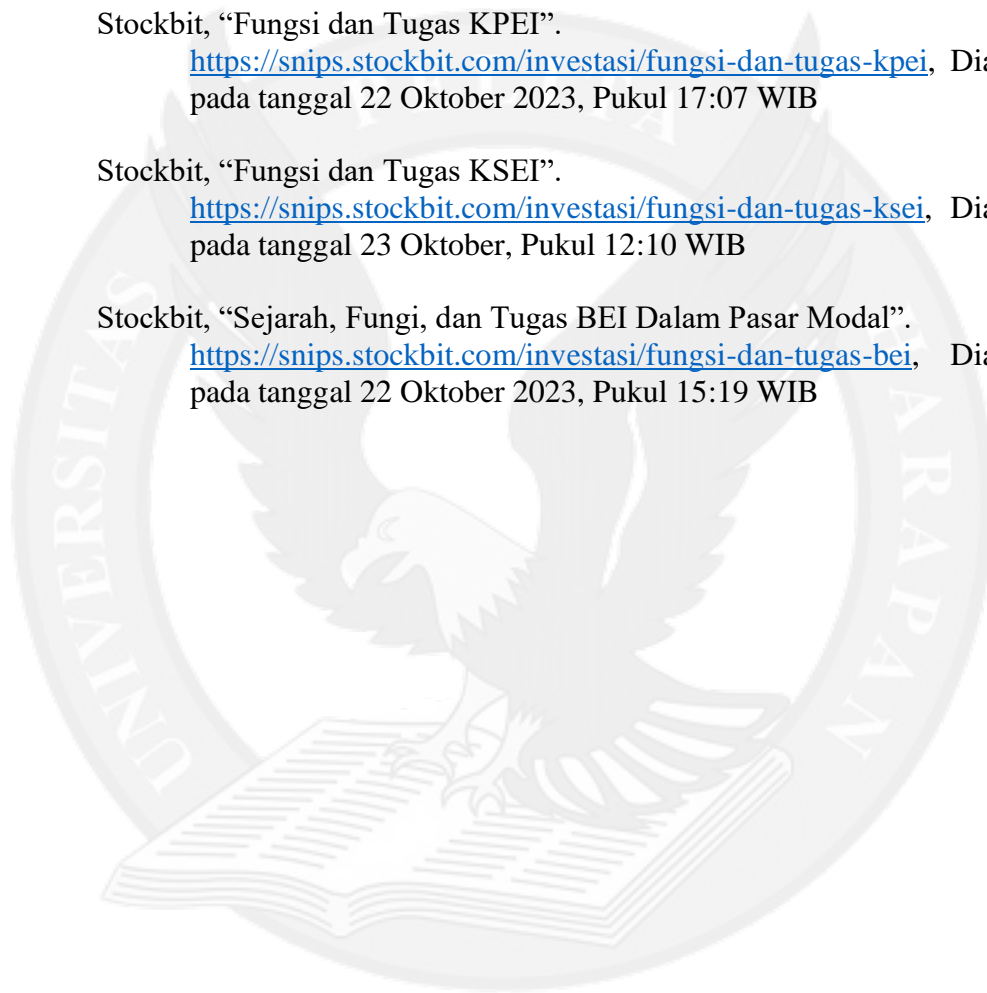 Stockbit, “Fungsi dan Tugas KPEI”.
https://snips.stockbit.com/investasi/fungsi-dan-tugas-kpei, Dia
pada tanggal 22 Oktober 2023, Pukul 17:07 WIB
Stockbit, “Fungsi dan Tugas KSEI”.
https://snips.stockbit.com/investasi/fungsi-dan-tugas-ksei, Dia
pada tanggal 23 Oktober, Pukul 12:10 WIB
Stockbit, “Sejarah, Fungi, dan Tugas BEI Dalam Pasar Modal”.
https://snips.stockbit.com/investasi/fungsi-dan-tugas-bei, Dia
pada tanggal 22 Oktober 2023, Pukul 15:19 WIB
UNIVERSITAS PELITA HARAPAN